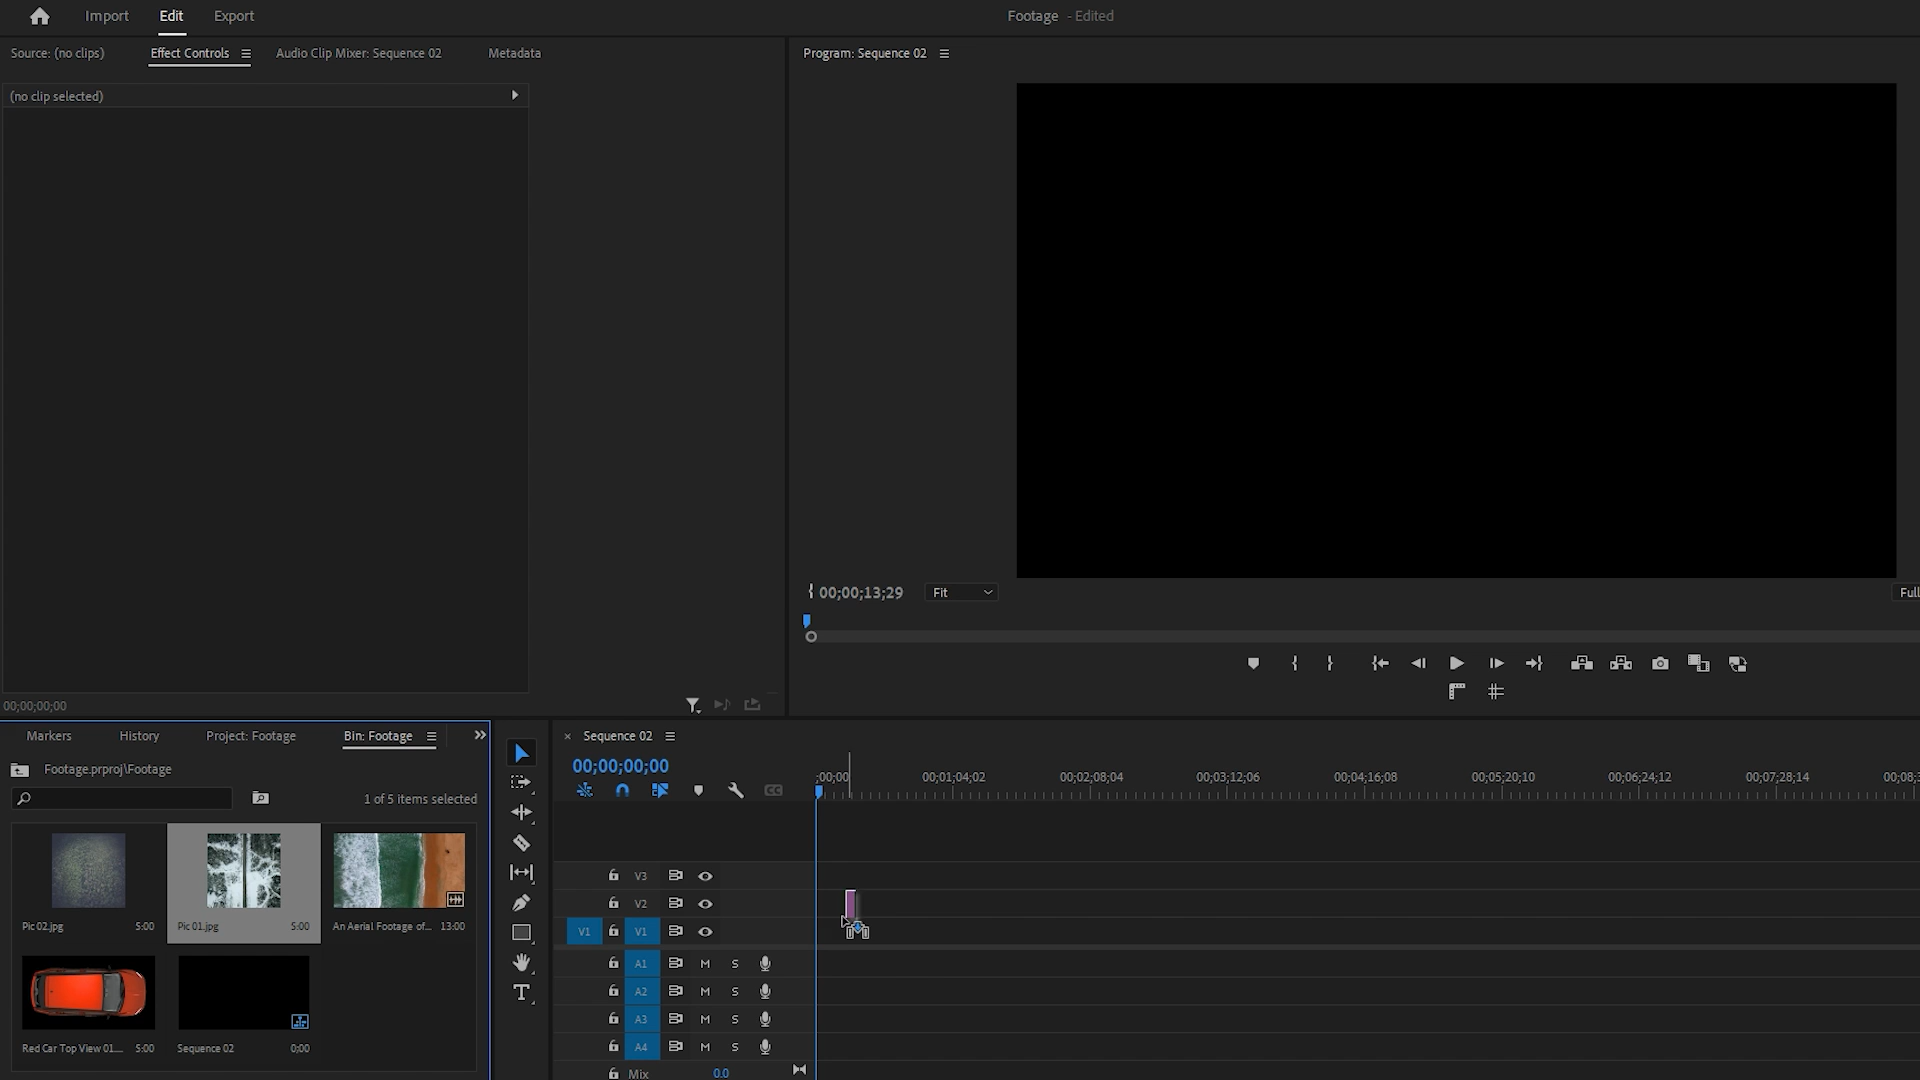 Import
Edit
Export
Footage - Edited
Source: (no clips)
Effect Controls
Audio Clip Mixer: Sequence 02
Metadata
Program: Sequence 02
(no clip selected)
00;00;13;29
Fit
Full
00;00;00;00
Markers
History
Project: Footage
Bin: Footage
Footage.prproj\Footage
1 of 5 items selected
Pic 02.jpg
5:00
Pic 01.jpg
5:00
An Aerial Footage of...
13:00
Red Car Top View 01....
5:00
Sequence 02
0;00
Sequence 02
00;00;00;00
;00;00
00;01;04;02
00;02;08;04
00;03;12;06
00;04;16;08
00;05;20;10
00;06;24;12
00;07;28;14
00;08;3
V3
V2
V1 V1
A1 M S
A2 M S
A3 M S
A4 M S
Mix 0.0